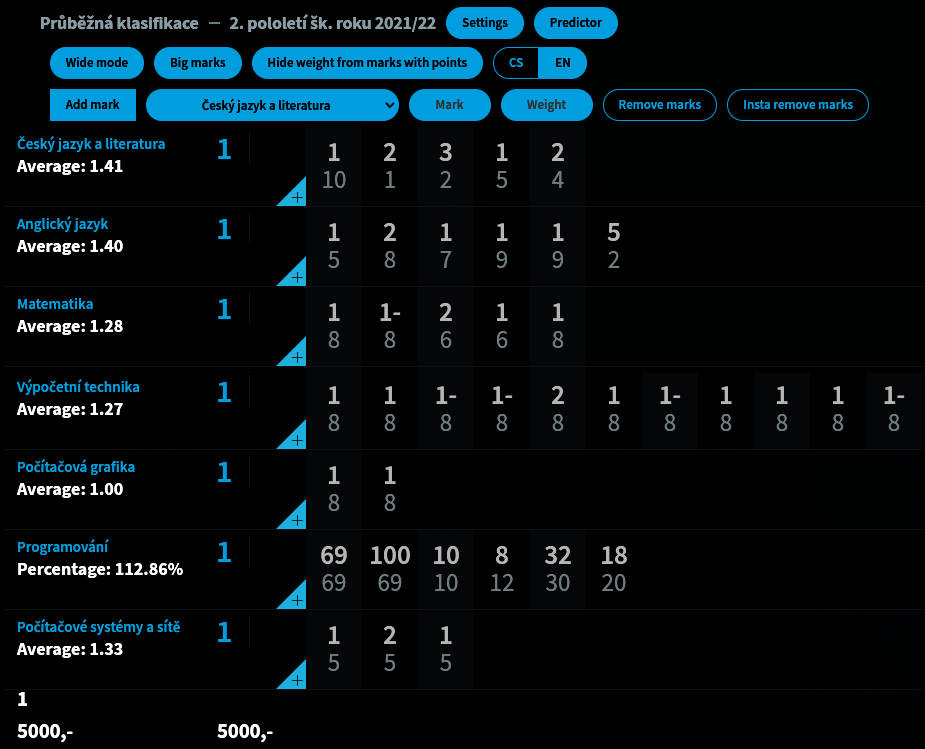 Průběžná klasifikace — 2. pololetí šk. roku 2021/22 Settings Predictor
Wide mode Big marks Hide weight from marks with points CS EN
Add mark Český jazyk a literatura Mark Weight Remove marks Insta remove marks
Český jazyk a literatura 1 1 2 3 1 2
Average: 1.41 + 10 1 2 5 4
Anglický jazyk 1 1 2 1 1 1 5
Average: 1.40 + 5 8 7 9 9 2
Matematika 1 1 1- 2 1 1
Average: 1.28 + 8 8 6 6 8
Výpočetní technika 1 1 1 1- 1- 2 1 1- 1 1 1 1-
Average: 1.27 + 8 8 8 8 8 8 8 8 8 8 8
Počítačová grafika 1 1 1
Average: 1.00 + 8 8
Programování 1 69 100 10 8 32 18
Percentage: 112.86% + 69 69 10 12 30 20
Počítačové systémy a sítě 1 1 2 1
Average: 1.33 + 5 5 5
1
5000,- 5000,-